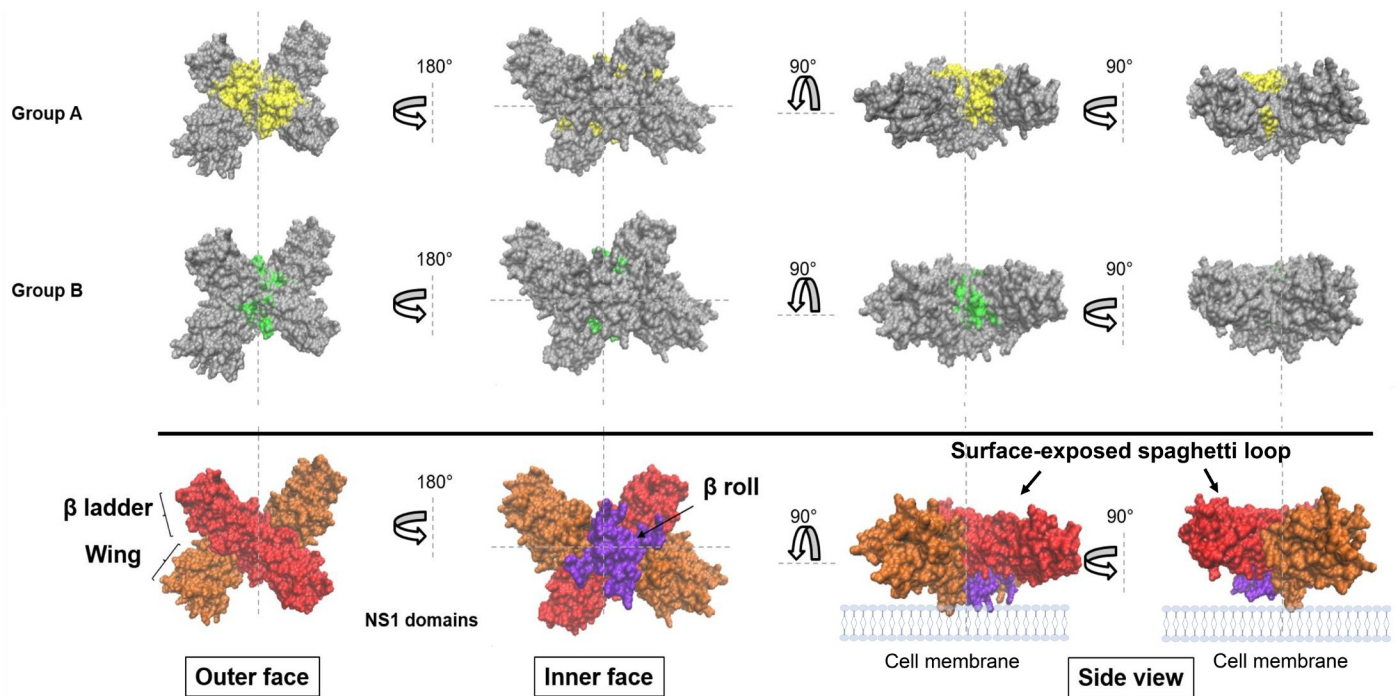 180°
90°
90°
Group A
180°
90°
90°
Group B
Surface-exposed spaghetti loop
β ladder
Wing
180°
β roll
90°
90°
NS1 domains
Cell membrane
Cell membrane
Outer face
Inner face
Side view